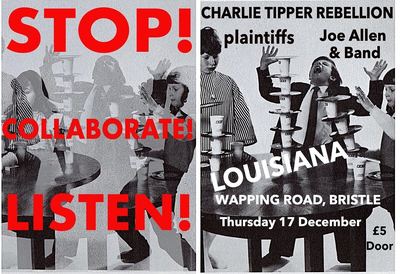 STOP!
COLLABORATE!
LISTEN!
CHARLIE TIPPER REBELLION
plaintiffs
Joe Allen
& Band
LOUISIANA
WAPPING ROAD, BRISTLE
Thursday 17 December
£5
Door